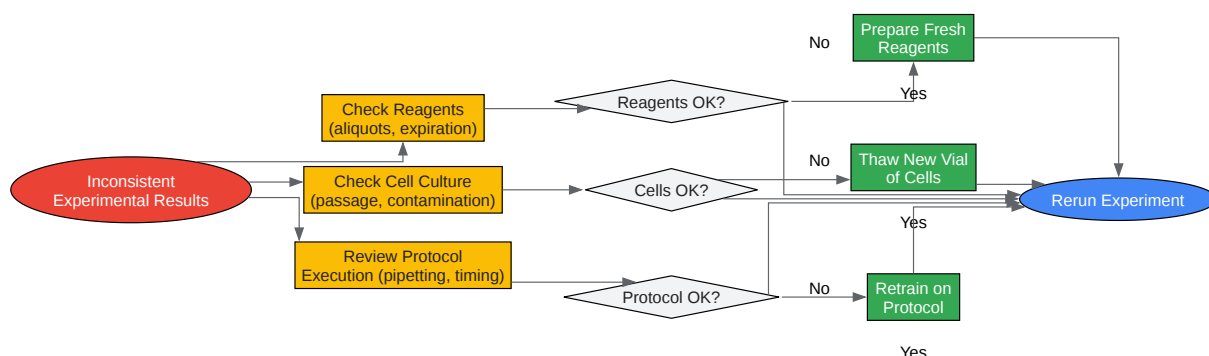 No
Prepare Fresh
Reagents
Yes
Check Reagents
(aliquots, expiration)
Reagents OK?
Inconsistent
Experimental Results
Check Cell Culture
(passage, contamination)
Cells OK?
No
Thaw New Vial
of Cells
Rerun Experiment
Yes
Review Protocol
Execution (pipetting, timing)
Protocol OK?
No
Retrain on
Protocol
Yes